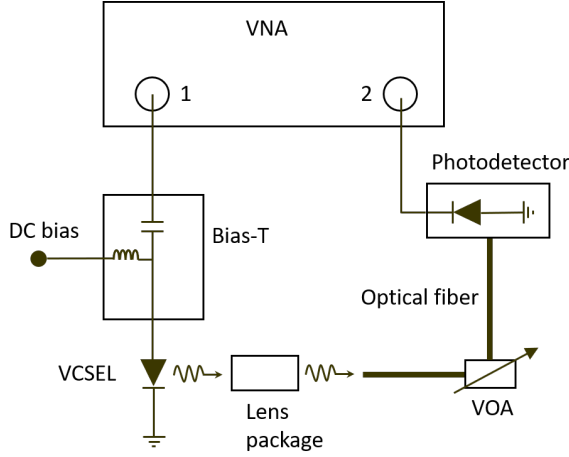 VNA
1
2
Photodetector
DC bias
Bias-T
Optical fiber
VCSEL
Lens
package
VOA